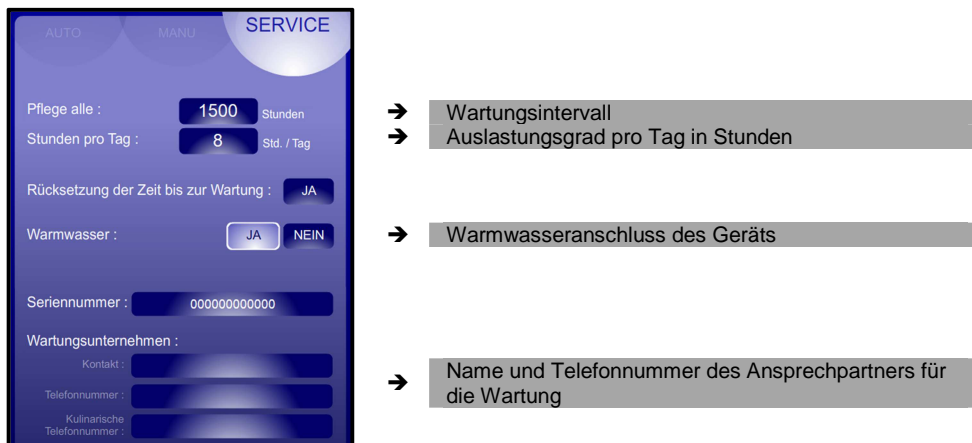 AUTO MANU SERVICE
Pflege alle : 1500 Stunden
➔ Wartungsintervall
Stunden pro Tag : 8 Std. / Tag
➔ Auslastungsgrad pro Tag in Stunden
Rücksetzung der Zeit bis zur Wartung : JA
Warmwasser : JA NEIN
➔ Warmwasseranschluss des Geräts
Seriennummer : 000000000000
Wartungsunternehmen :
Kontakt :
Telefonnummer :
Kulinarische
Telefonnummer :
➔ Name und Telefonnummer des Ansprechpartners für
die Wartung